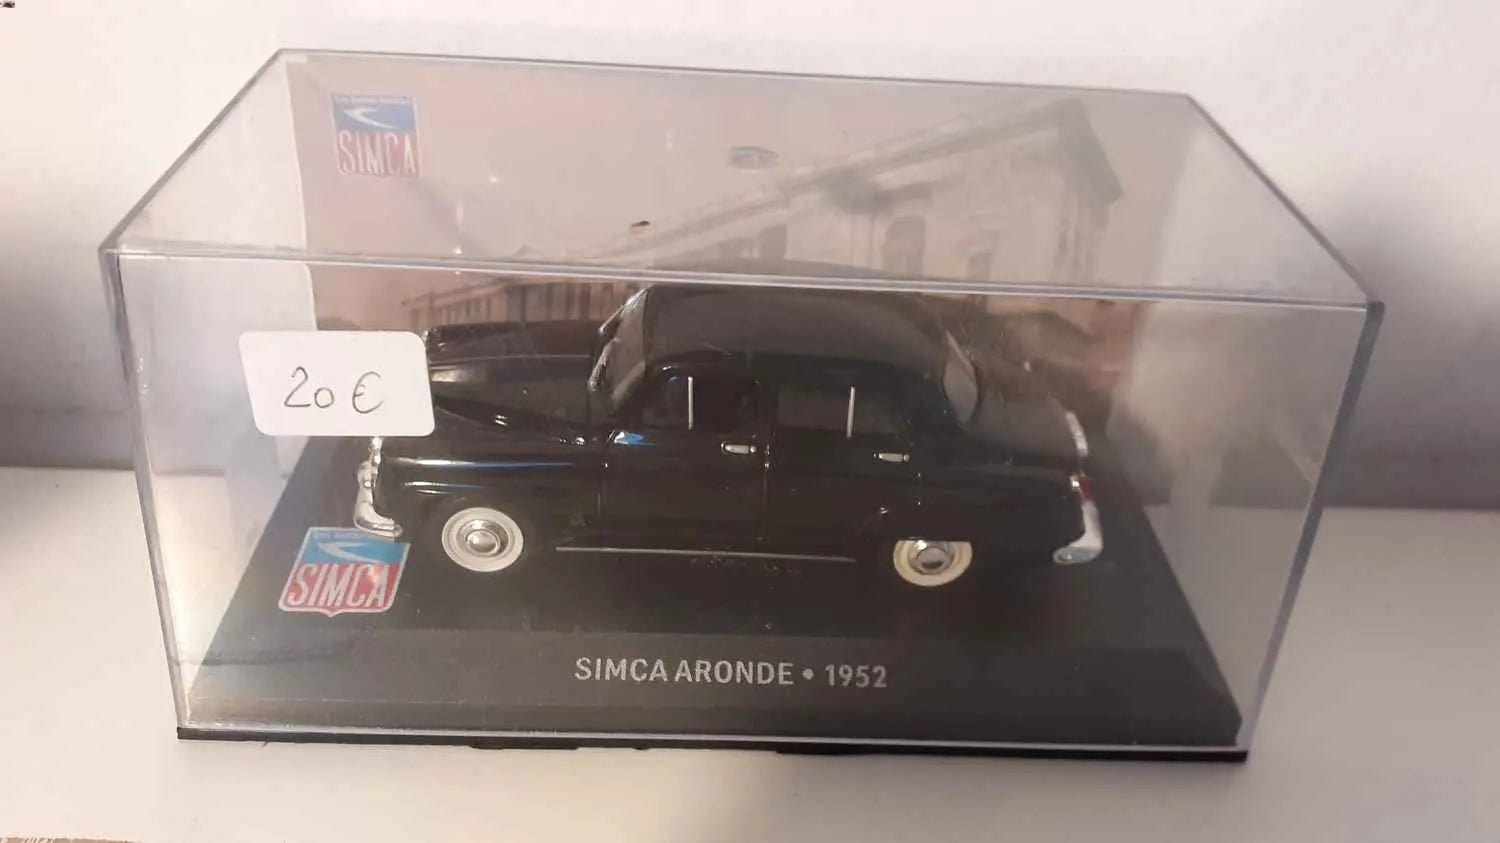 SIMCA
20 €
SIMCA
SIMCA ARONDE • 1952